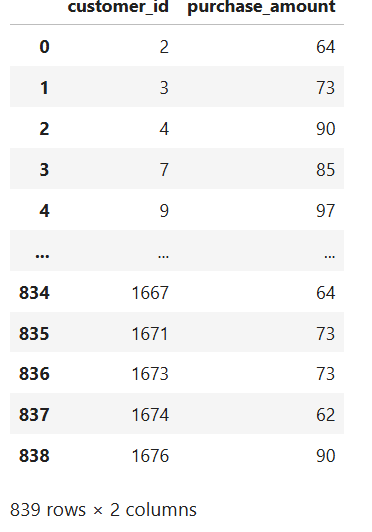 customer_id purchase_amount
0 2 64
1 3 73
2 4 90
3 7 85
4 9 97
... ... ...
834 1667 64
835 1671 73
836 1673 73
837 1674 62
838 1676 90
839 rows × 2 columns